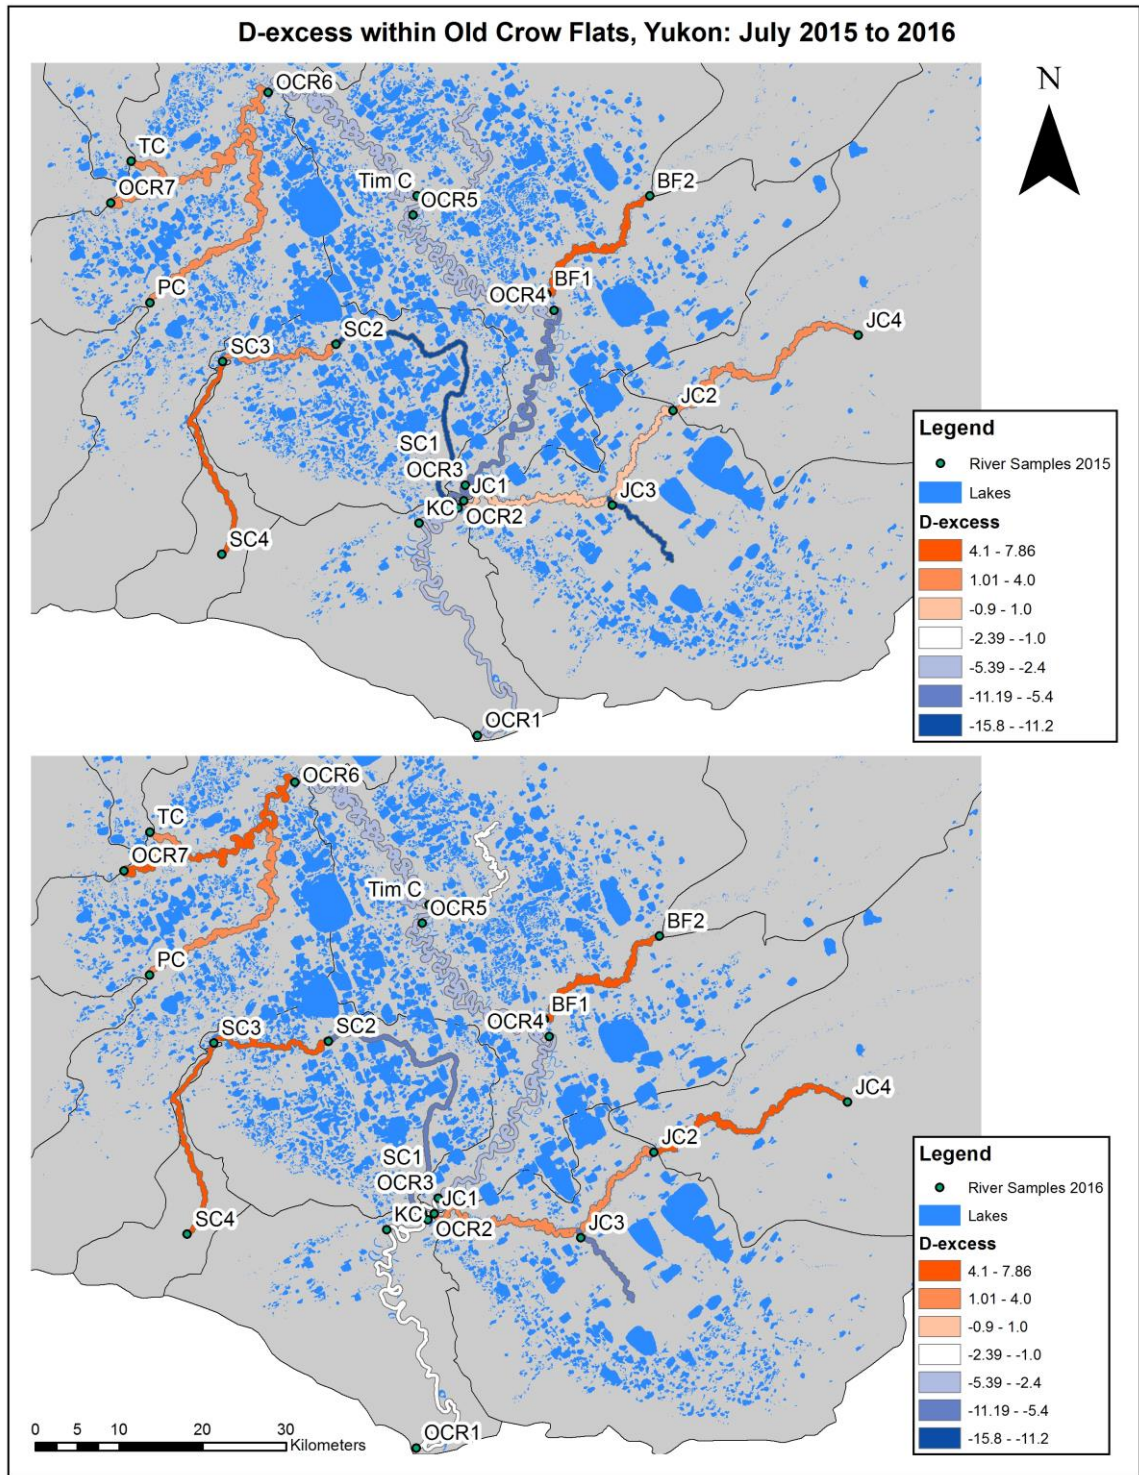 D-excess within Old Crow Flats, Yukon: July 2015 to 2016
N
OCR6
TC
OCR7
Tim C
OCR5
BF2
PC
BF1
OCR4
SC3
SC2
JC4
JC2
SC1
OCR3
JC1
JC3
KC
OCR2
SC4
OCR1
Legend
River Samples 2015
Lakes
D-excess
4.1 - 7.86
1.01 - 4.0
-0.9 - 1.0
-2.39 - -1.0
-5.39 - -2.4
-11.19 - -5.4
-15.8 - -11.2
OCR6
TC
OCR7
Tim C
OCR5
BF2
PC
BF1
OCR4
SC3
SC2
JC4
JC2
SC1
OCR3
JC1
KC
OCR2
JC3
SC4
OCR1
Legend
River Samples 2016
Lakes
D-excess
4.1 - 7.86
1.01 - 4.0
-0.9 - 1.0
-2.39 - -1.0
-5.39 - -2.4
-11.19 - -5.4
-15.8 - -11.2
0 5 10 20 30
Kilometers